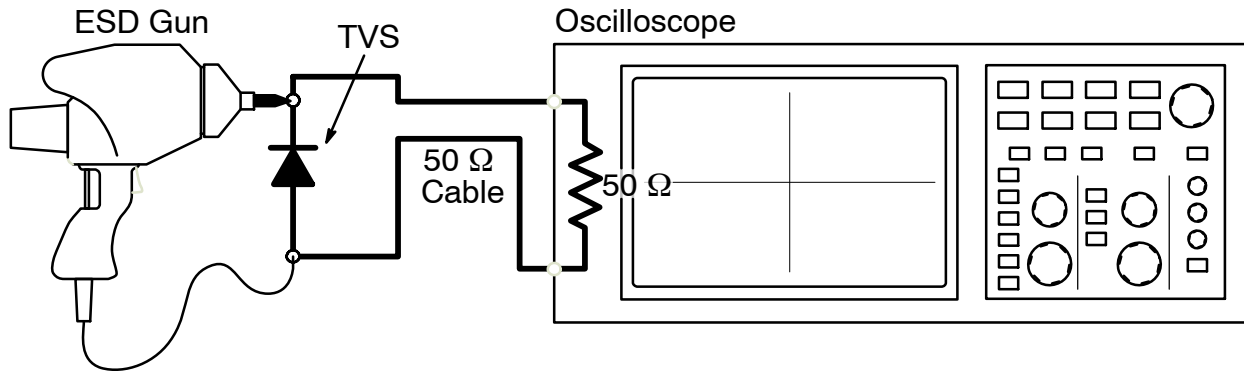 ESD Gun
TVS
Oscilloscope
50 Ω
Cable
50 Ω